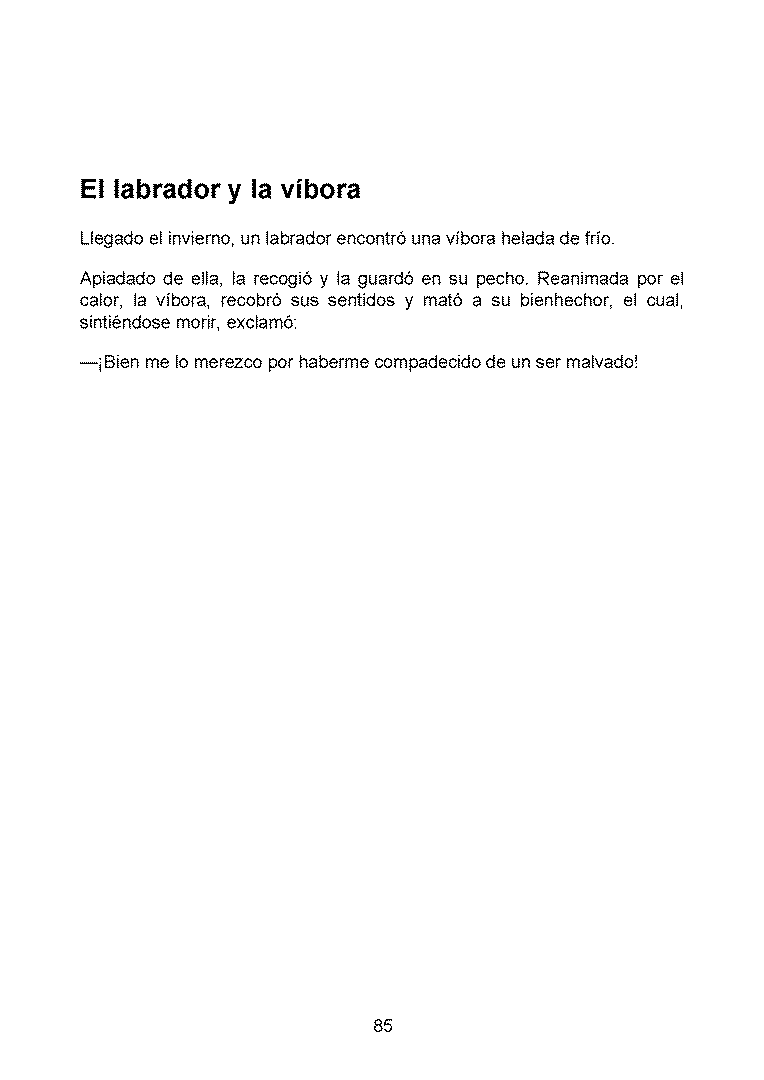 El labrador y la víbora
Llegado el invierno, un labrador encontró una víbora helada de frío.
Apiadado de ella, la recogió y la guardó en su pecho. Reanimada por el
calor, la víbora, recobró sus sentidos y mató a su bienhechor, el cual,
sintiéndose morir, exclamó:
—¡Bien me lo merezco por haberme compadecido de un ser malvado!
85